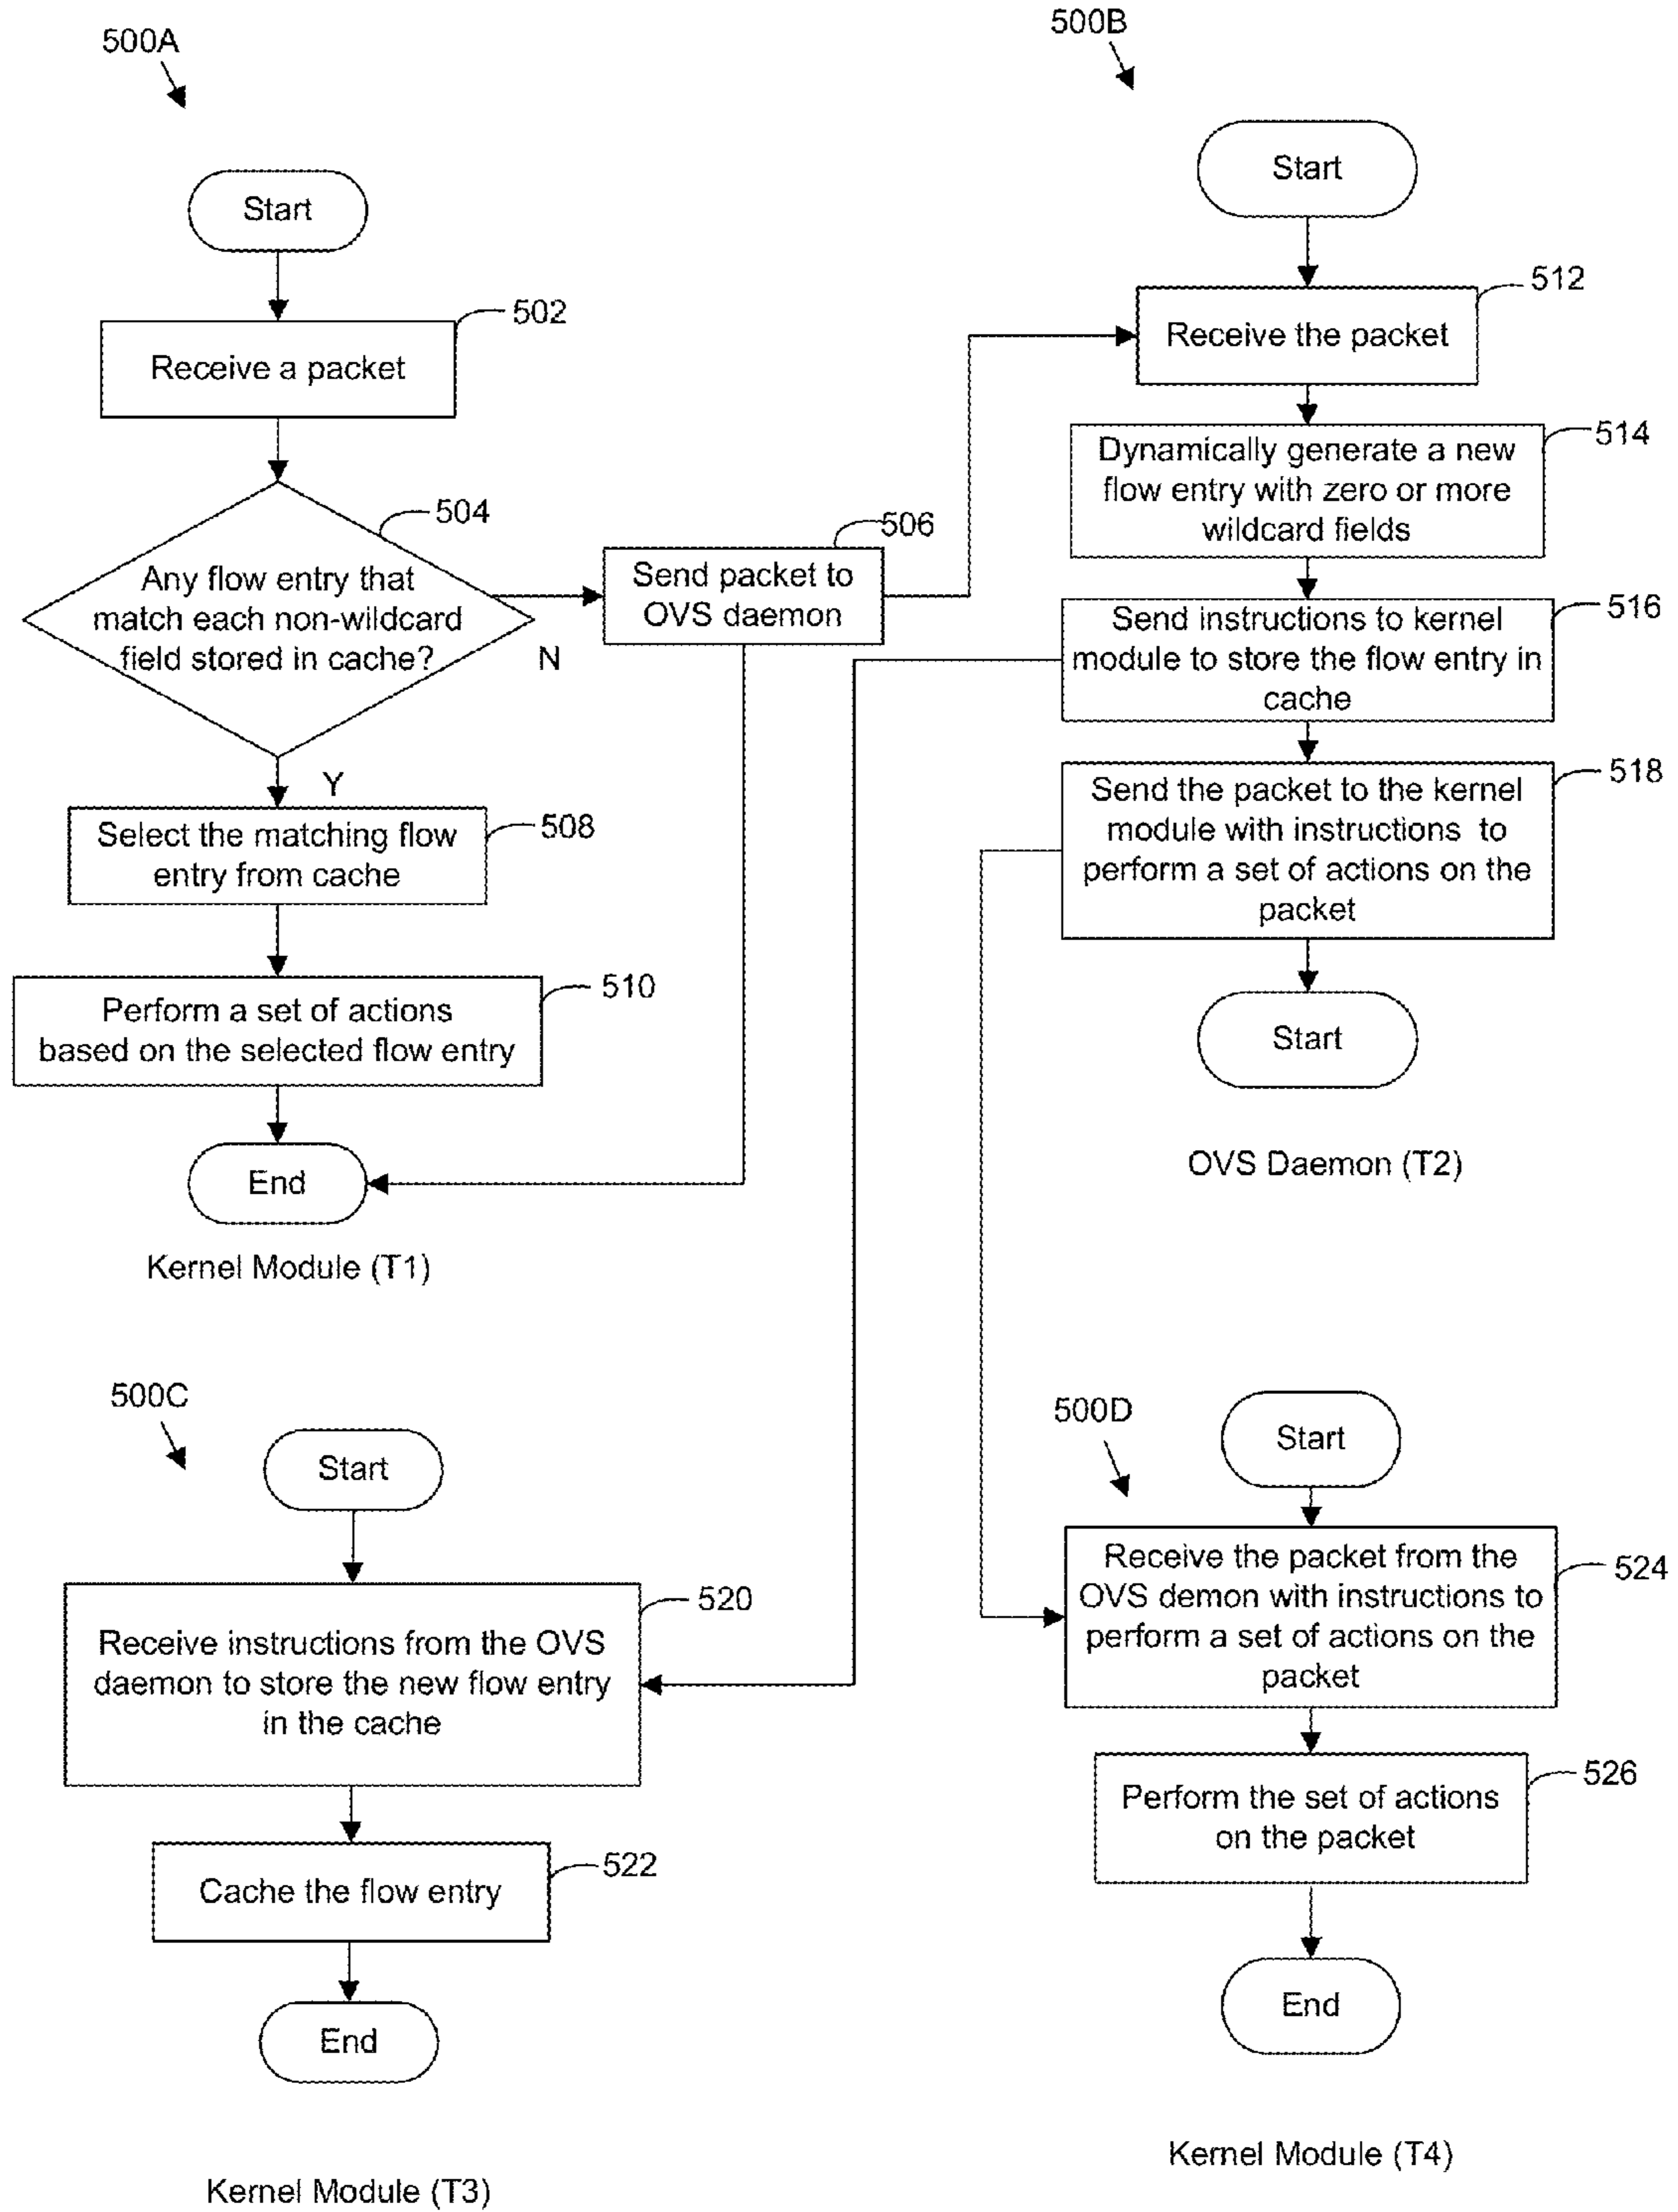 500A
Start
502
Receive a packet
504
Any flow entry that
match each non-wildcard
field stored in cache?
N
506
Send packet to
OVS daemon
Y
508
Select the matching flow
entry from cache
510
Perform a set of actions
based on the selected flow entry
End
Kernel Module (T1)
500B
Start
512
Receive the packet
514
Dynamically generate a new
flow entry with zero or more
wildcard fields
516
Send instructions to kernel
module to store the flow entry in
cache
518
Send the packet to the kernel
module with instructions to
perform a set of actions on the
packet
Start
OVS Daemon (T2)
500C
Start
520
Receive instructions from the OVS
daemon to store the new flow entry
in the cache
522
Cache the flow entry
End
Kernel Module (T3)
500D
Start
524
Receive the packet from the
OVS demon with instructions to
perform a set of actions on the
packet
526
Perform the set of actions
on the packet
End
Kernel Module (T4)